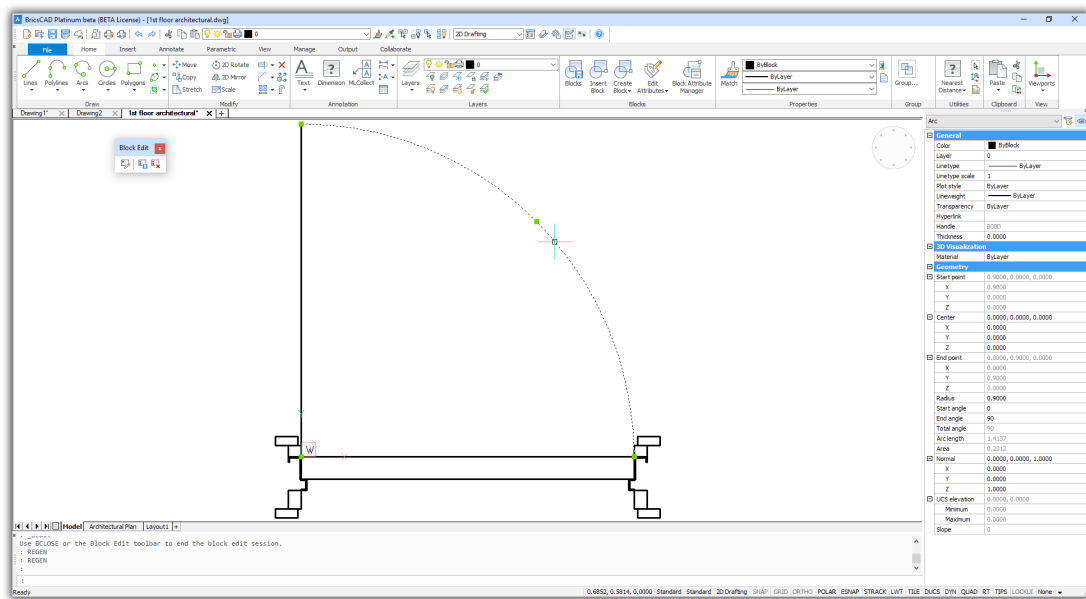 BricsCAD Platinum beta (BETA License) - [1st floor architectural.dwg]
0
2D Drafting
File Home Insert Annotate Parametric View Manage Output Collaborate
Lines Polylines Arcs Circles Polygons
Move 2D Rotate
Copy 2D Mirror
Stretch Scale
Text Dimension MLCollect
Layers
0
Blocks Insert Block Create Block Edit Attributes Block Attribute Manager
Match
ByBlock
ByLayer
ByLayer
Group...
Nearest Distance
Paste
Viewports
Draw Modify Annotation Layers Blocks Properties Group Utilities Clipboard View
Drawing1* Drawing2 1st floor architectural*
Block Edit
W
Arc
General
Color ByBlock
Layer 0
Linetype ByLayer
Linetype scale 1
Plot style ByLayer
Lineweight ByLayer
Transparency ByLayer
Hyperlink
Handle B08D
Thickness 0.0000
3D Visualization
Material ByLayer
Geometry
Start point 0.9000, 0.0000, 0.0000
X 0.9000
Y 0.0000
Z 0.0000
Center 0.0000, 0.0000, 0.0000
X 0.0000
Y 0.0000
Z 0.0000
End point 0.0000, 0.9000, 0.0000
X 0.0000
Y 0.9000
Z 0.0000
Radius 0.9000
Start angle 0
End angle 90
Total angle 90
Arc length 1.4137
Area 0.2312
Normal 0.0000, 0.0000, 1.0000
X 0.0000
Y 0.0000
Z 1.0000
UCS elevation 0.0000, 0.0000
Minimum 0.0000
Maximum 0.0000
Slope 0
Model Architectural Plan Layout1 +
Use BCLOSE or the Block Edit toolbar to end the block edit session.
: REGEN
: REGEN
:
:
Ready
0.6852, 0.5814, 0.0000 Standard Standard 2D Drafting SNAP GRID ORTHO POLAR ESNAP STRACK LWT TILE DUCS DYN QUAD RT TIPS LOCKUI None